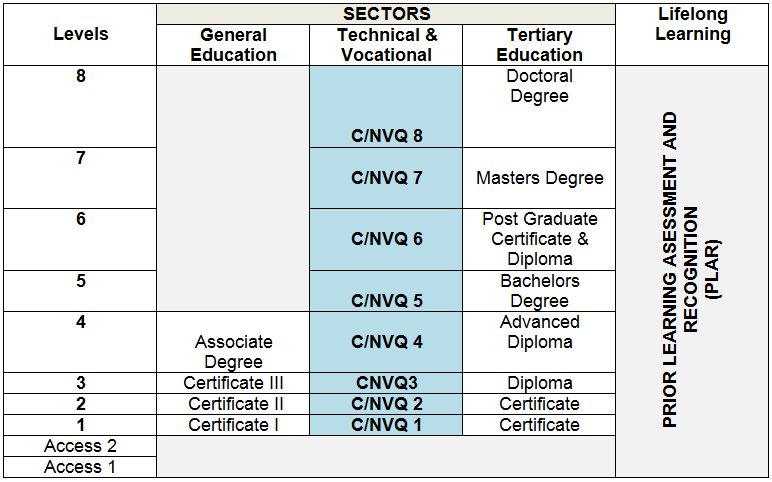 Levels
SECTORS
Lifelong
Learning
General
Education
Technical &
Vocational
Tertiary
Education
8
C/NVQ 8
Doctoral
Degree
7
C/NVQ 7
Masters Degree
6
C/NVQ 6
Post Graduate
Certificate &
Diploma
5
C/NVQ 5
Bachelors
Degree
4
Associate
Degree
C/NVQ 4
Advanced
Diploma
3
Certificate III
CNVQ3
Diploma
2
Certificate II
C/NVQ 2
Certificate
1
Certificate I
C/NVQ 1
Certificate
Access 2
Access 1
PRIOR LEARNING ASESSMENT AND
RECOGNITION
(PLAR)